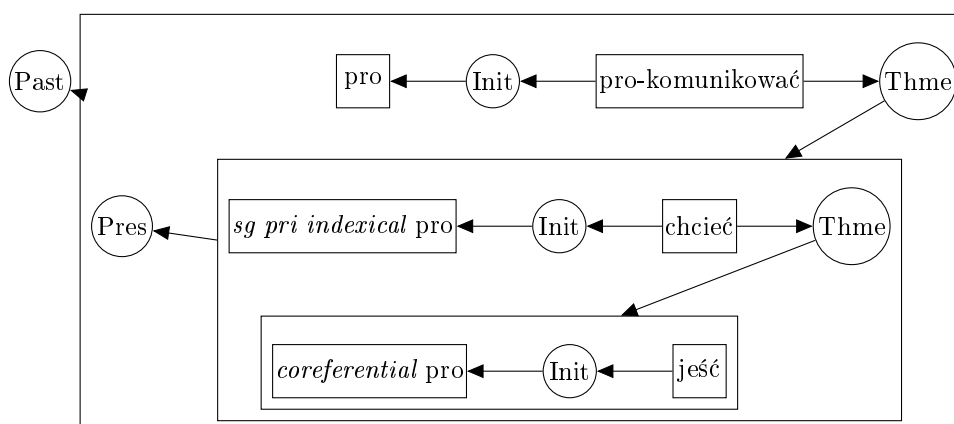 Past pro Init pro-komunikować Thme
Pres sg pri indexical pro Init chcieć Thme
coreferential pro Init jeść